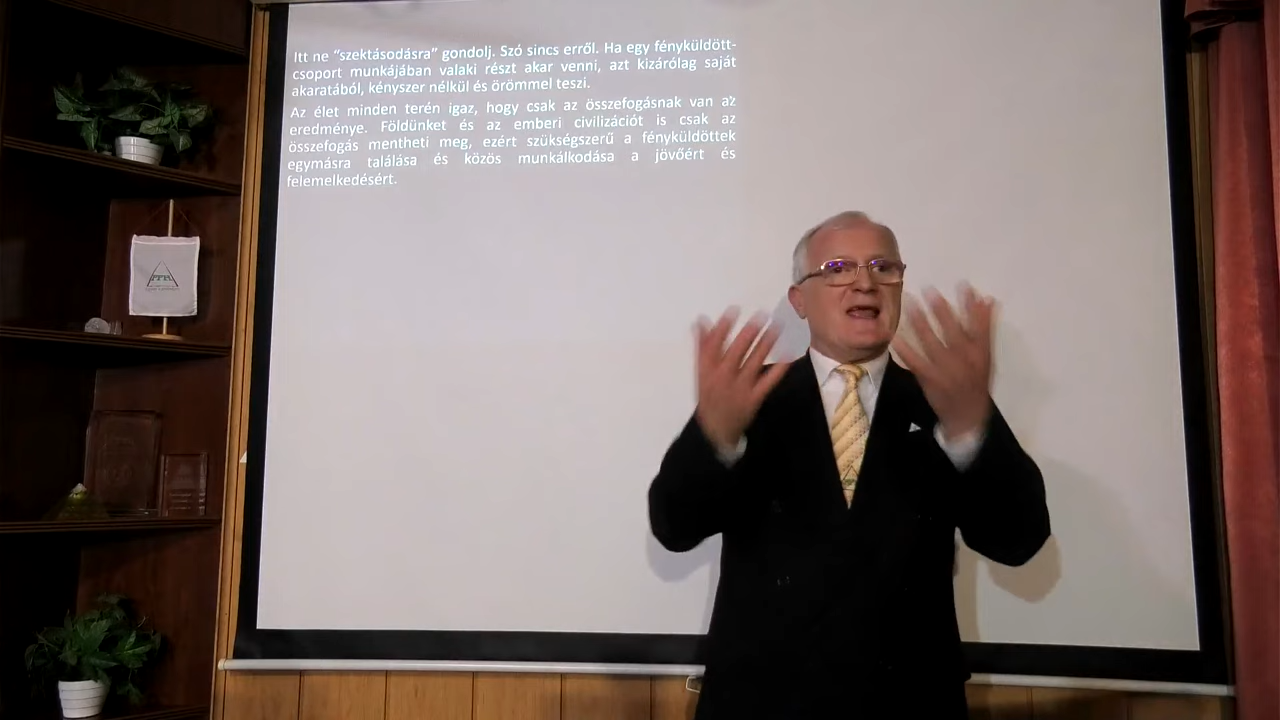 Itt ne “szektásodásra” gondolj. Szó sincs erről. Ha egy fényküldött-
csoport munkájában valaki részt akar venni, azt kizárólag saját
akaratából, kényszer nélkül és örömmel teszi.
Az élet minden terén igaz, hogy csak az összefogásnak van az
eredménye. Földünket és az emberi civilizációt is csak az
összefogás mentheti meg, ezért szükségszerű a fényküldöttek
egymásra találása és közös munkálkodása a jövőért és
felemelkedésért.